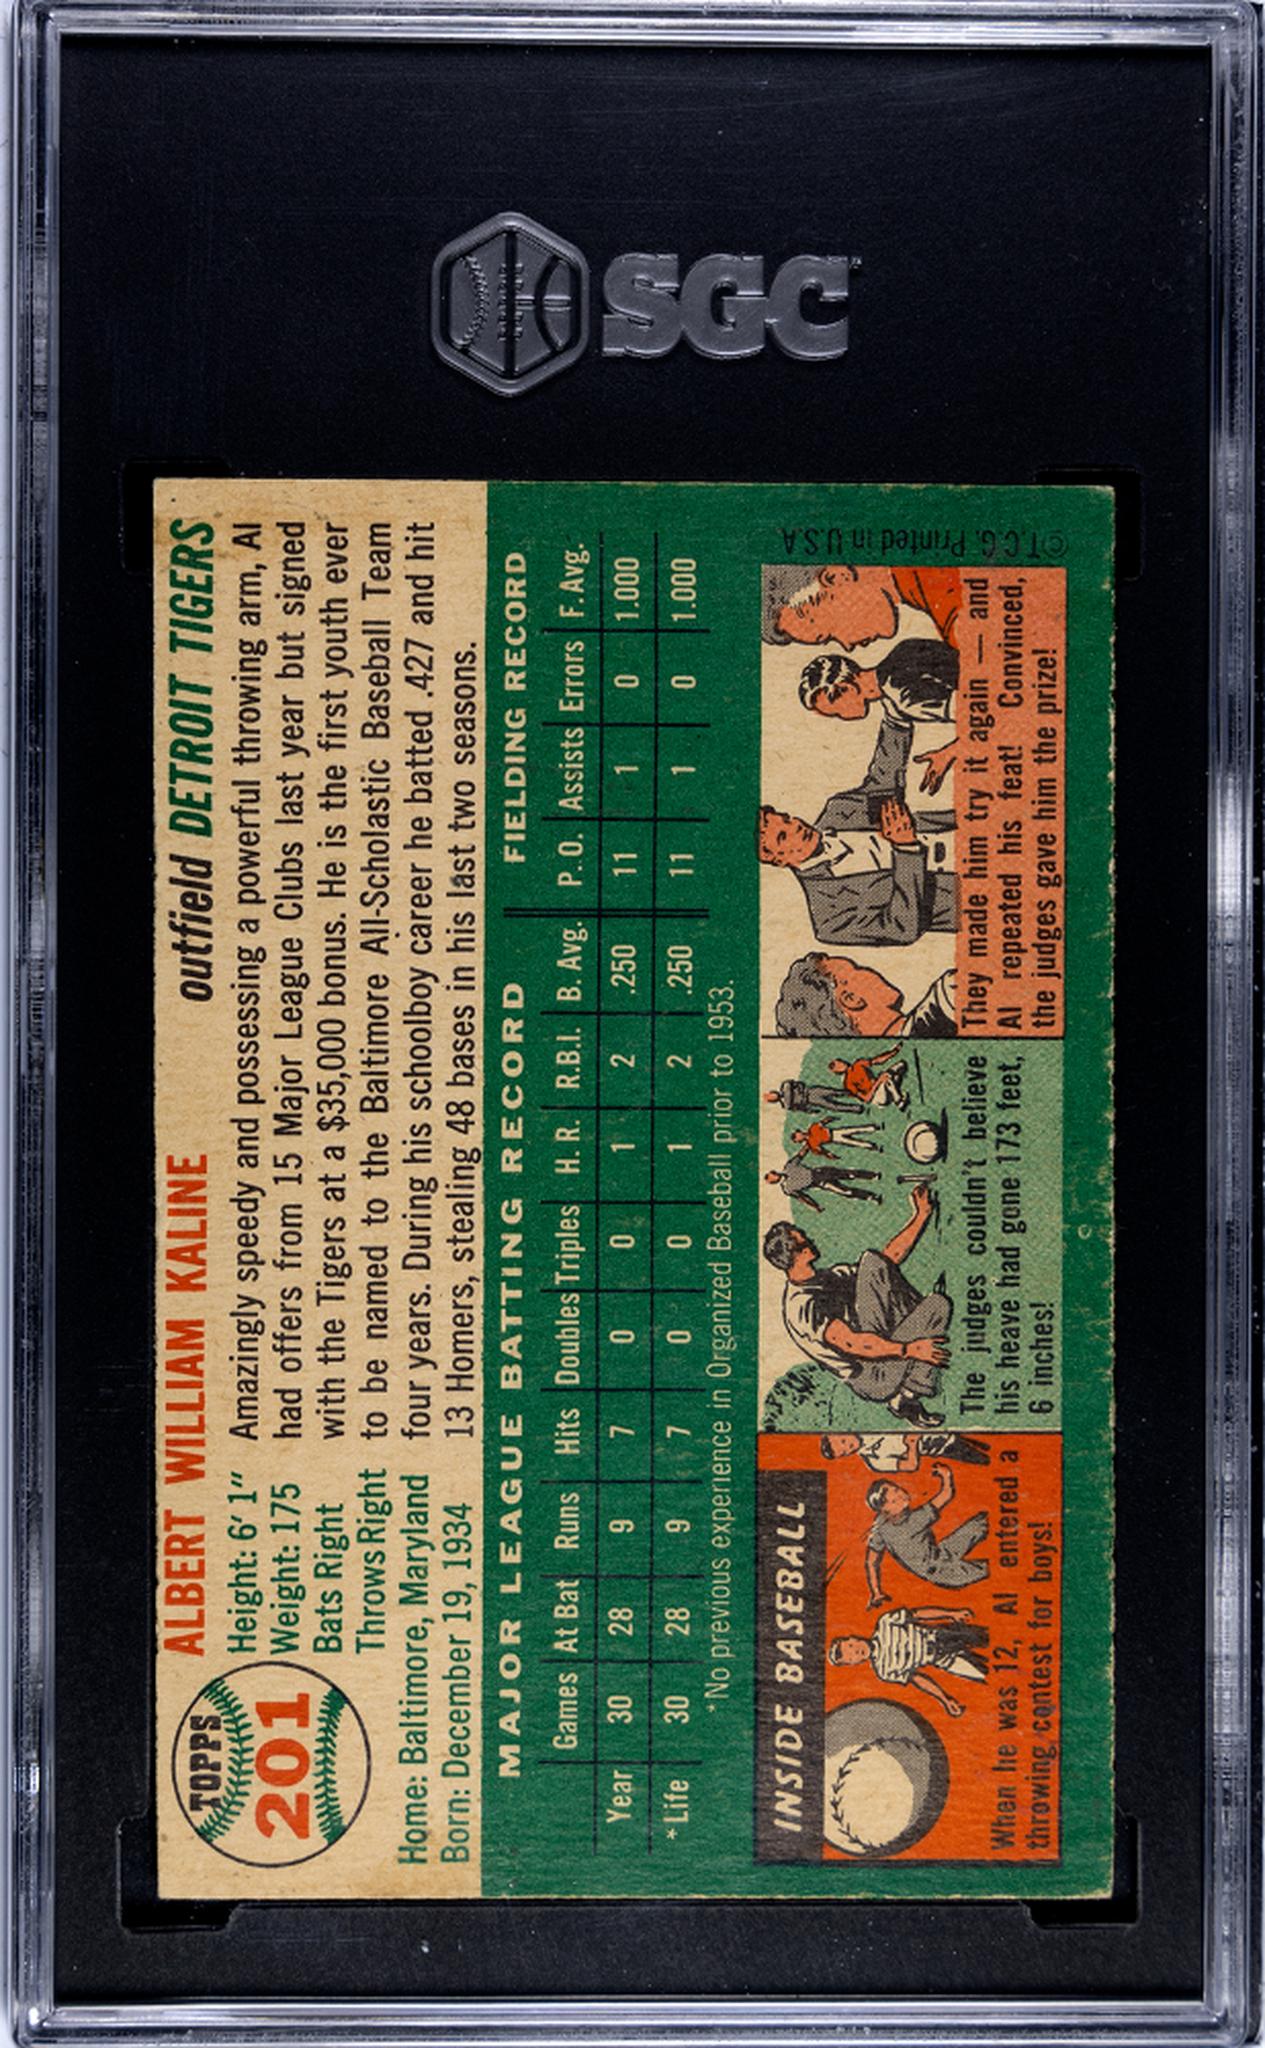 SGC
TOPPS
201
ALBERT WILLIAM KALINE
outfield DETROIT TIGERS
Height: 6' 1"
Weight: 175
Bats Right
Throws Right
Home: Baltimore, Maryland
Born: December 19, 1934
Amazingly speedy and possessing a powerful throwing arm, Al
had offers from 15 Major League Clubs last year but signed
with the Tigers at a $35,000 bonus. He is the first youth ever
to be named to the Baltimore All-Scholastic Baseball Team
four years. During his schoolboy career he batted .427 and hit
13 Homers, stealing 48 bases in his last two seasons.
MAJOR LEAGUE BATTING RECORD FIELDING RECORD
Games At Bat Runs Hits Doubles Triples H. R. R.B.I. B. Avg. P. O. Assists Errors F. Avg.
Year 30 28 9 7 0 0 1 2 .250 11 1 0 1.000
*Life 30 28 9 7 0 0 1 2 .250 11 1 0 1.000
*No previous experience in Organized Baseball prior to 1953.
INSIDE BASEBALL
When he was 12, Al entered a
throwing contest for boys!
The judges couldn't believe
his heave had gone 173 feet,
6 inches!
They made him try it again — and
Al repeated his feat! Convinced,
the judges gave him the prize!
©T.C.G. Printed in U.S.A.